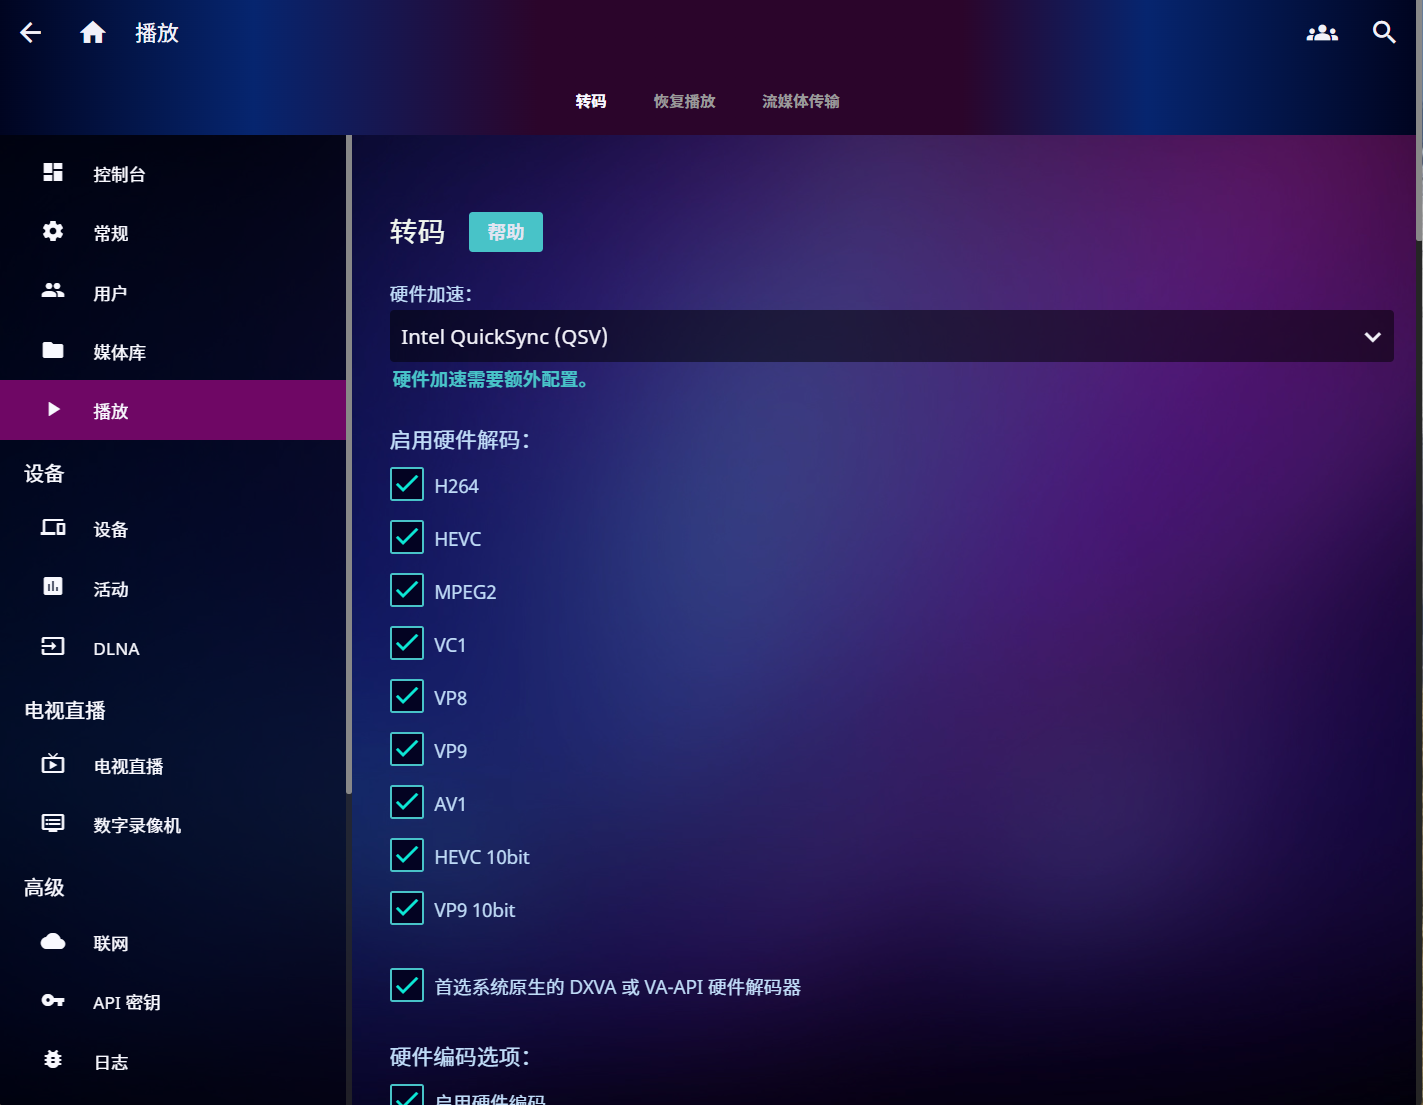 播放
转码 恢复播放 流媒体传输
控制台
常规
用户
媒体库
播放
设备
设备
活动
DLNA
电视直播
电视直播
数字录像机
高级
联网
API 密钥
日志
转码 帮助
硬件加速：
Intel QuickSync (QSV)
硬件加速需要额外配置。
启用硬件解码：
H264
HEVC
MPEG2
VC1
VP8
VP9
AV1
HEVC 10bit
VP9 10bit
首选系统原生的 DXVA 或 VA-API 硬件解码器
硬件编码选项：
启用硬件编码